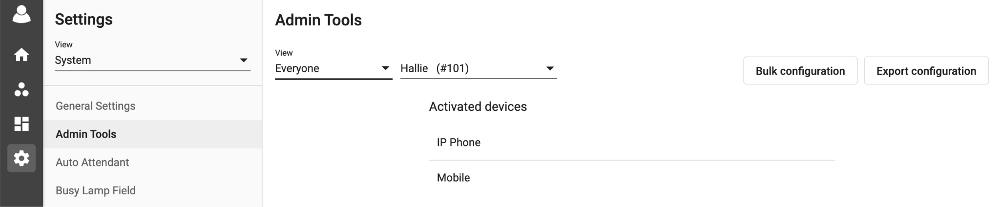 Settings
View
System
General Settings
Admin Tools
Auto Attendant
Busy Lamp Field
Admin Tools
View
Everyone
Hallie (#101)
Bulk configuration
Export configuration
Activated devices
IP Phone
Mobile